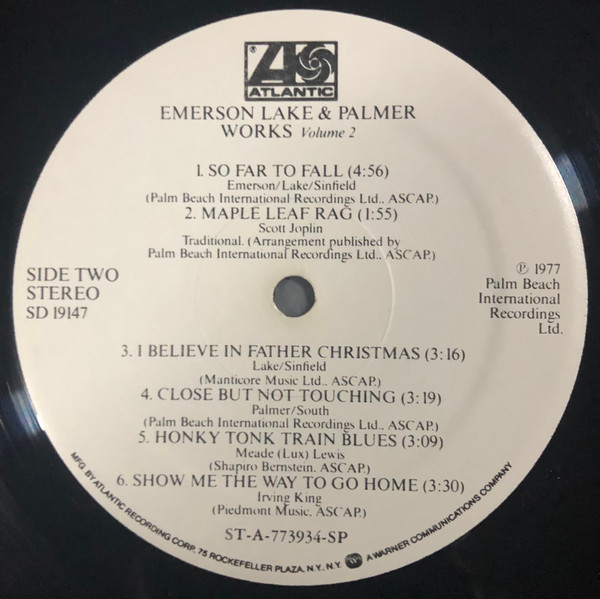 ATLANTIC
EMERSON LAKE & PALMER
WORKS Volume 2
1. SO FAR TO FALL (4:56)
Emerson/Lake/Sinfield
(Palm Beach International Recordings Ltd., ASCAP.)
2. MAPLE LEAF RAG (1:55)
Scott Joplin
Traditional. (Arrangement published by
Palm Beach International Recordings Ltd., ASCAP.)
SIDE TWO
STEREO
SD 19147
℗ 1977
Palm Beach
International
Recordings
Ltd.
3. I BELIEVE IN FATHER CHRISTMAS (3:16)
Lake/Sinfield
(Manticore Music Ltd., ASCAP.)
4. CLOSE BUT NOT TOUCHING (3:19)
Palmer/South
(Palm Beach International Recordings Ltd., ASCAP.)
5. HONKY TONK TRAIN BLUES (3:09)
Meade (Lux) Lewis
(Shapiro Bernstein, ASCAP.)
6. SHOW ME THE WAY TO GO HOME (3:30)
Irving King
(Piedmont Music, ASCAP.)
ST-A-773934-SP
MFG. BY ATLANTIC RECORDING CORP., 75 ROCKEFELLER PLAZA, N.Y., N.Y. A WARNER COMMUNICATIONS COMPANY